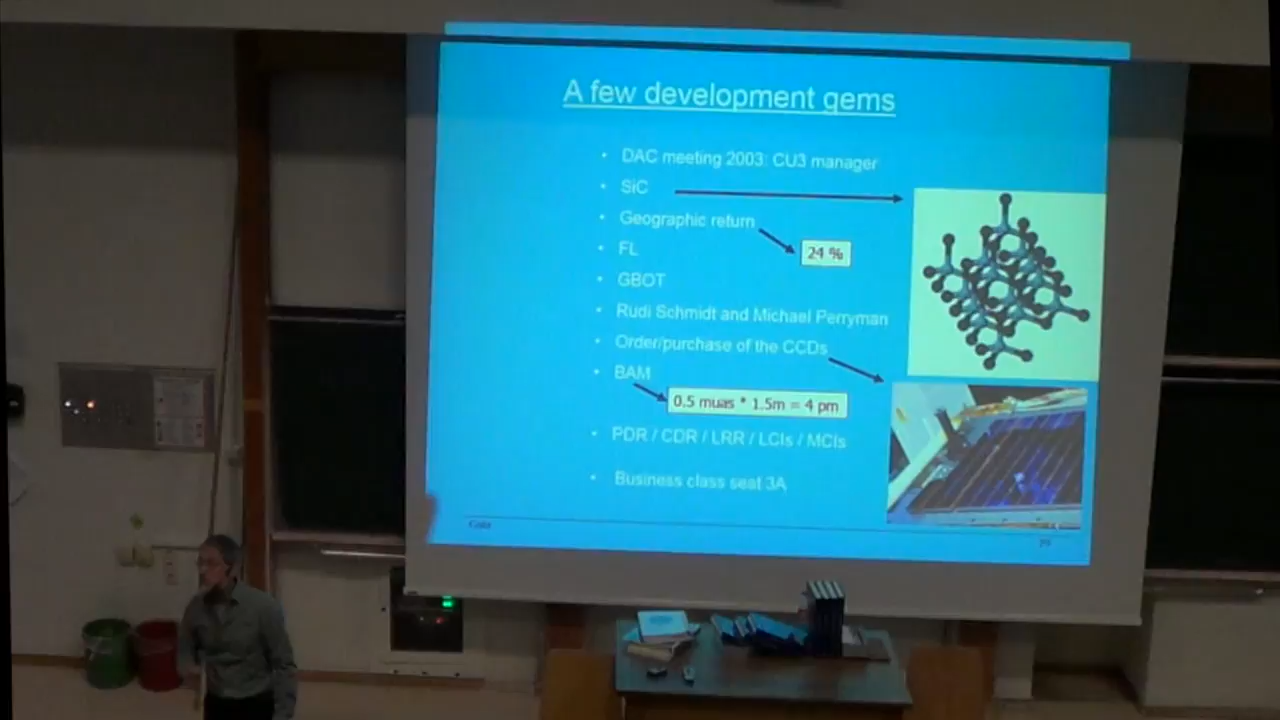 A few development gems
• DAC meeting 2003: CU3 manager
• SiC
• Geographic return
24 %
• FL
• GBOT
• Rudi Schmidt and Michael Perryman
• Order/purchase of the CCDs
• BAM
0.5 muas * 1.5m = 4 pm
• PDR / CDR / LRR / LCIs / MCIs
• Business class seat 3A
Gaia